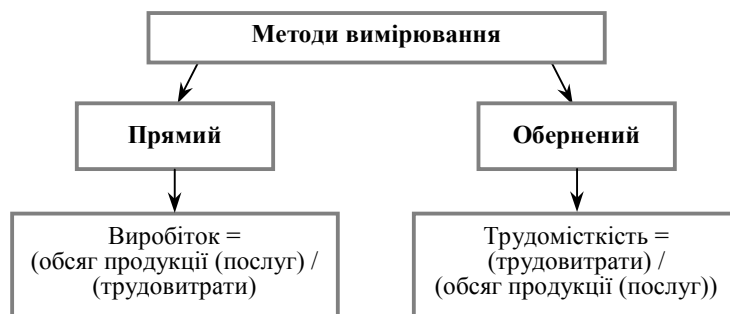 Методи вимірювання
Прямий
Обернений
Виробіток =
(обсяг продукції (послуг) /
(трудовитрати)
Трудомісткість =
(трудовитрати) /
(обсяг продукції (послуг))